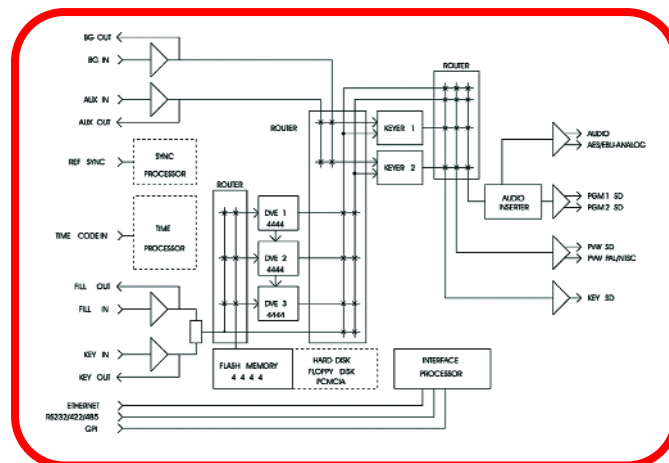 BG OUT
BG IN
AUX IN
AUX OUT
REF SYNC
SYNC
PROCESSOR
TIME CODEIN
TIME
PROCESSOR
FILL OUT
FILL IN
KEY IN
KEY OUT
ETHERNET
RS232/422/485
GPI
ROUTER
DVE 1
4444
DVE 2
4444
DVE 3
4444
FLASH MEMORY
4 4 4 4
HARD DISK
FLOPPY DISK
PCMCIA
ROUTER
KEYER 1
KEYER 2
ROUTER
INTERFACE
PROCESSOR
AUDIO
INSERTER
AUDIO
AES/EBU-ANALOG
PGM1 SD
PGM2 SD
PVW SD
PVW PAL/NTSC
KEY SD